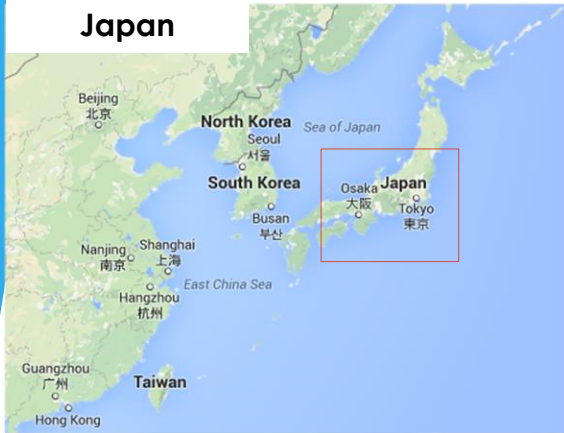 Japan
Beijing
北京
North Korea
Sea of Japan
Seoul
서울
South Korea
Osaka
大阪
Japan
Tokyo
東京
Busan
부산
Nanjing
南京
Shanghai
上海
East China Sea
Hangzhou
杭州
Guangzhou
广州
Taiwan
Hong Kong